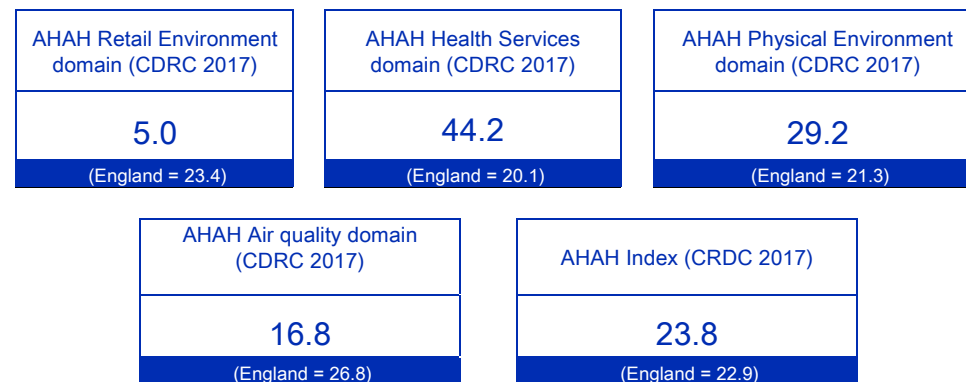 AHAH Retail Environment
domain (CDRC 2017)
5.0
(England = 23.4)
AHAH Health Services
domain (CDRC 2017)
44.2
(England = 20.1)
AHAH Physical Environment
domain (CDRC 2017)
29.2
(England = 21.3)
AHAH Air quality domain
(CDRC 2017)
16.8
(England = 26.8)
AHAH Index (CRDC 2017)
23.8
(England = 22.9)